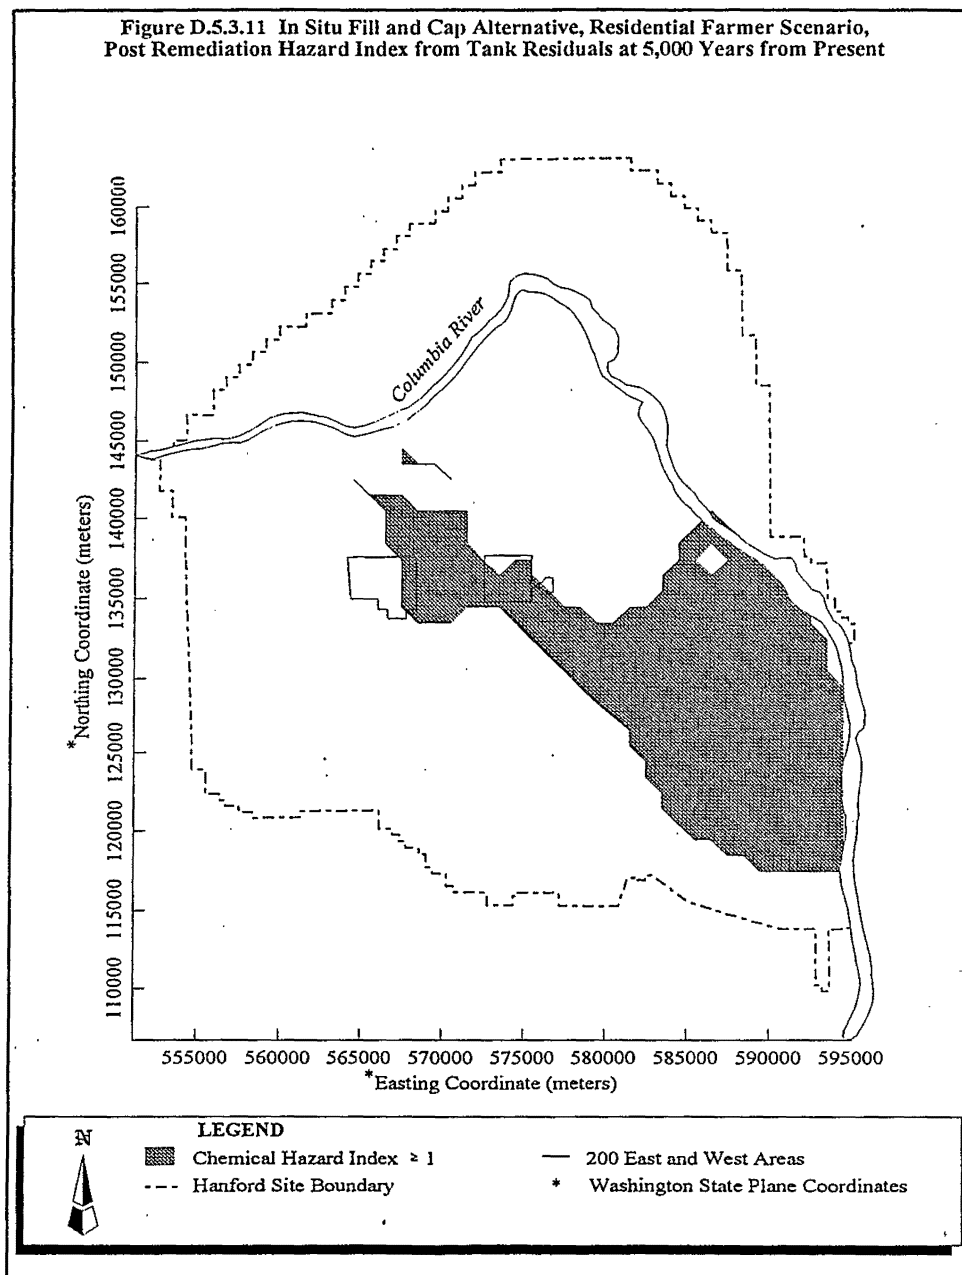 Figure D.5.3.11 In Situ Fill and Cap Alternative, Residential Farmer Scenario,
Post Remediation Hazard Index from Tank Residuals at 5,000 Years from Present
160000
155000
150000
145000
140000
135000
130000
125000
120000
115000
110000
*Northing Coordinate (meters)
Columbia River
555000 560000 565000 570000 575000 580000 585000 590000 595000
*Easting Coordinate (meters)
N
LEGEND
Chemical Hazard Index ≥ 1
Hanford Site Boundary
200 East and West Areas
* Washington State Plane Coordinates